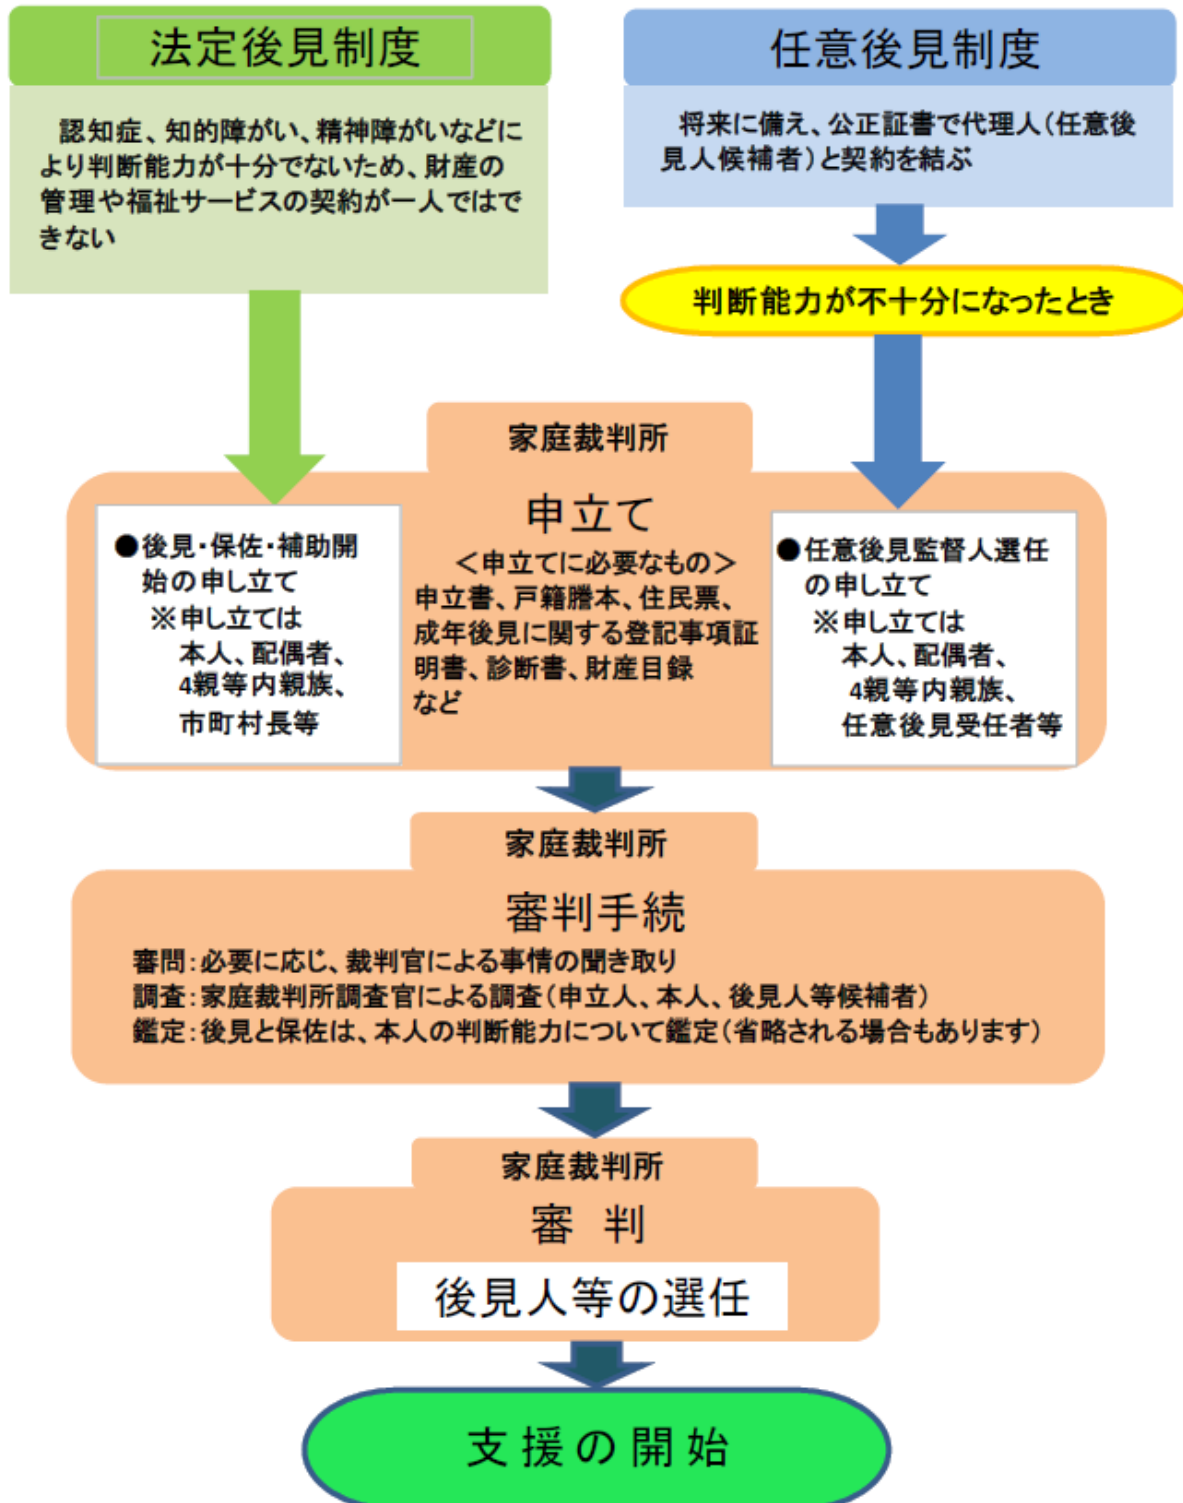 法定後見制度
認知症、知的障がい、精神障がいなどに
より判断能力が十分でないため、財産の
管理や福祉サービスの契約が一人ではで
きない
任意後見制度
将来に備え、公正証書で代理人（任意後
見人候補者）と契約を結ぶ
判断能力が不十分になったとき
家庭裁判所
申立て
＜申立てに必要なもの＞
申立書、戸籍謄本、住民票、
成年後見に関する登記事項証
明書、診断書、財産目録
など
●後見・保佐・補助開
始の申し立て
※申し立ては
本人、配偶者、
4親等内親族、
市町村長等
●任意後見監督人選任
の申し立て
※申し立ては
本人、配偶者、
4親等内親族、
任意後見受任者等
家庭裁判所
審判手続
審問：必要に応じ、裁判官による事情の聞き取り
調査：家庭裁判所調査官による調査（申立人、本人、後見人等候補者）
鑑定：後見と保佐は、本人の判断能力について鑑定（省略される場合もあります）
家庭裁判所
審 判
後見人等の選任
支援の開始